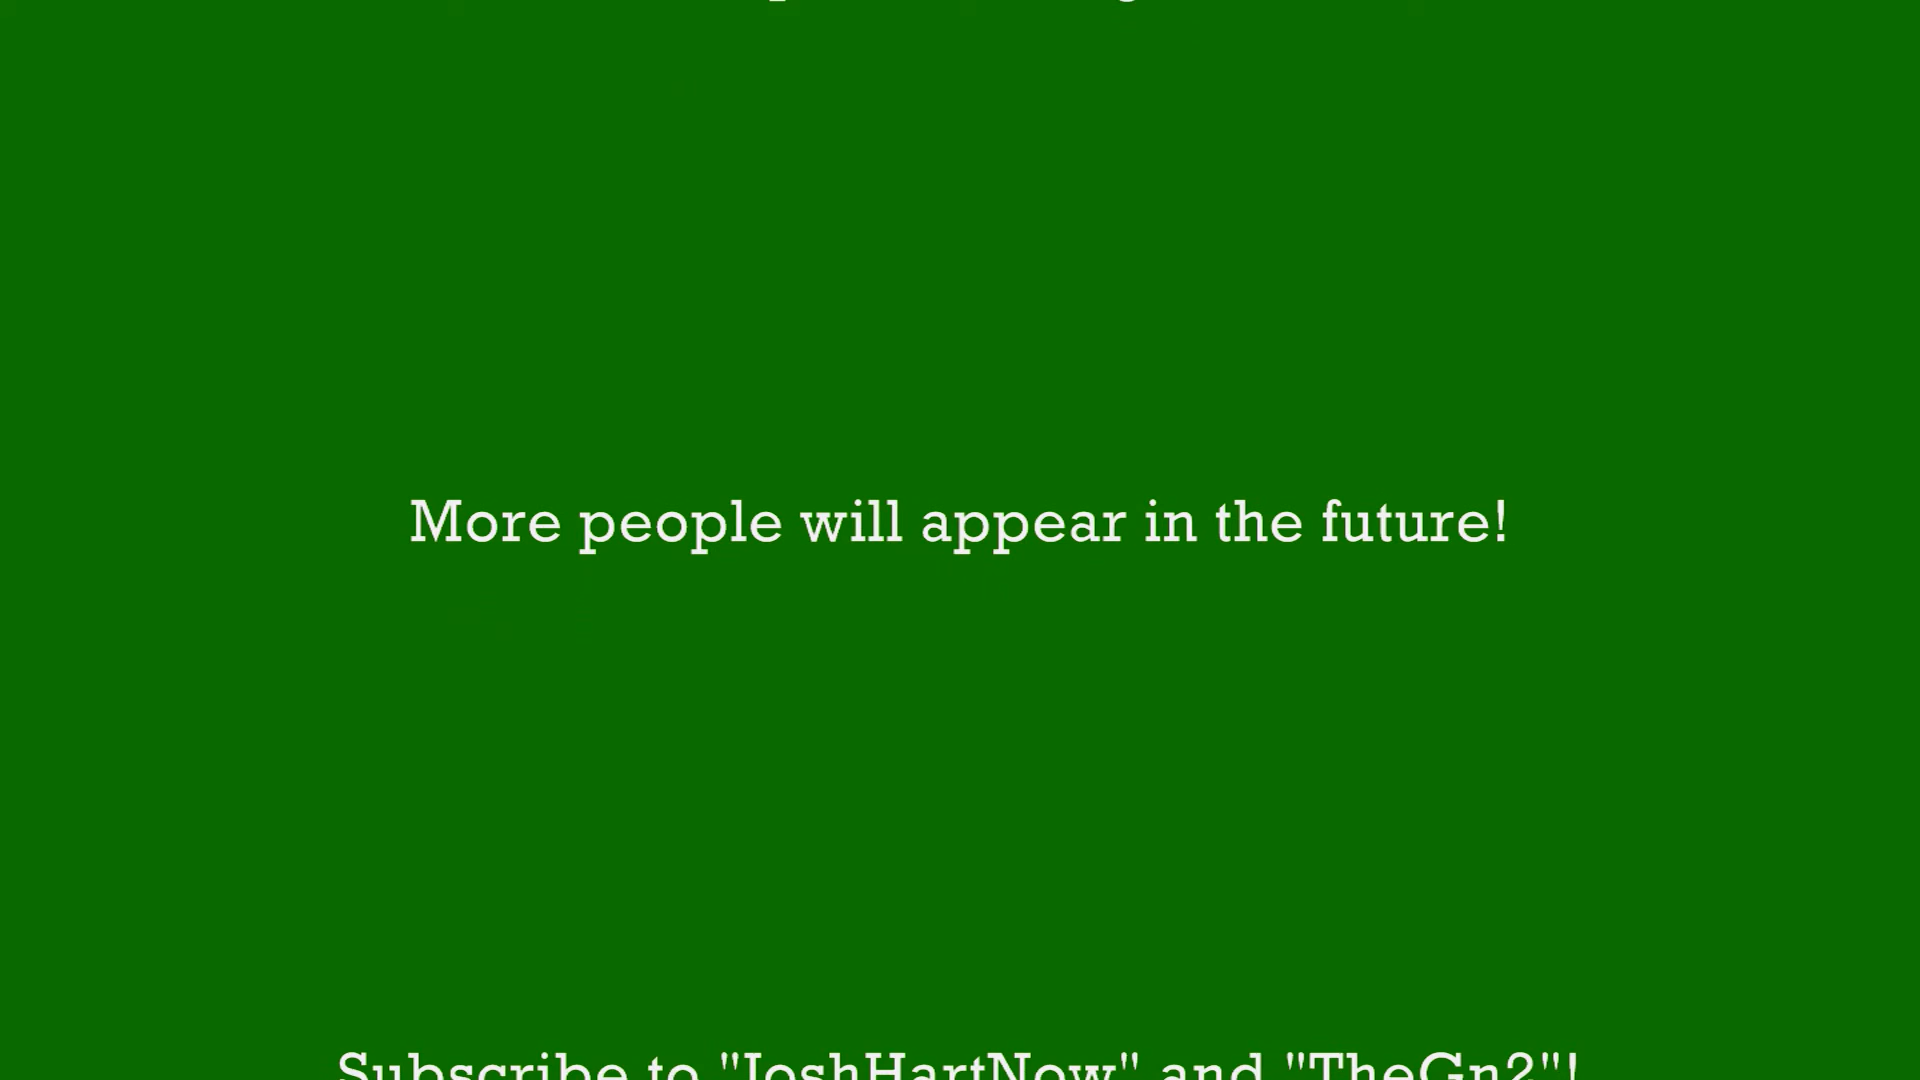 More people will appear in the future!
Subscribe to "JoshHartNow" and "TheGn2"!